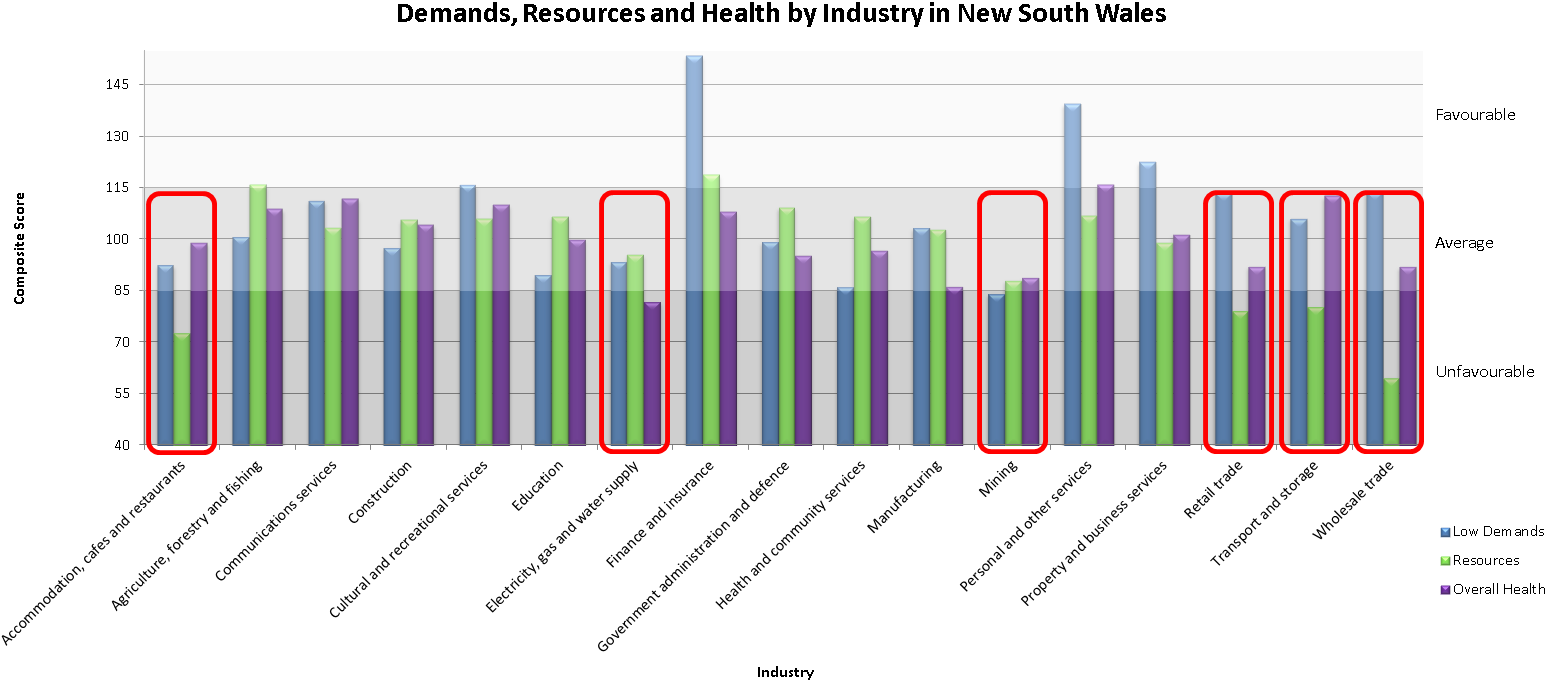 Demands, Resources and Health by Industry in New South Wales
Composite Score
145
130
115
100
85
70
55
40
Favourable
Average
Unfavourable
Accommodation, cafes and restaurants
Agriculture, forestry and fishing
Communications services
Construction
Cultural and recreational services
Education
Electricity, gas and water supply
Finance and insurance
Government administration and defence
Health and community services
Manufacturing
Mining
Personal and other services
Property and business services
Retail trade
Transport and storage
Wholesale trade
Low Demands
Resources
Overall Health
Industry